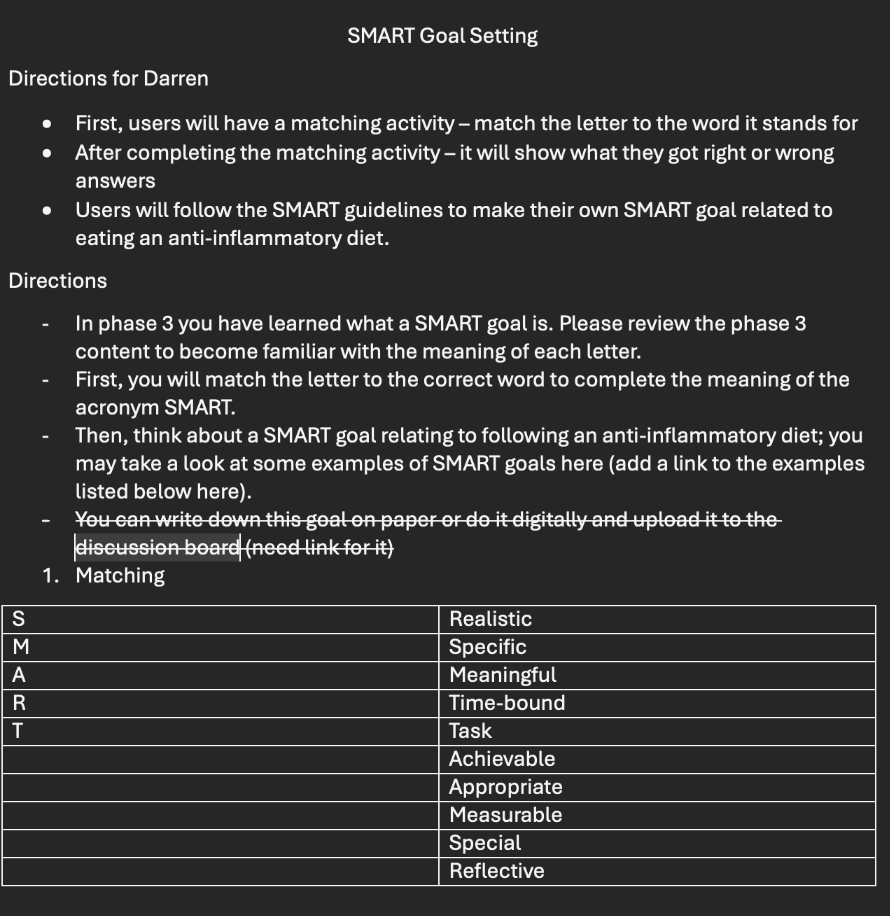 SMART Goal Setting
Directions for Darren
• First, users will have a matching activity – match the letter to the word it stands for
• After completing the matching activity – it will show what they got right or wrong
answers
• Users will follow the SMART guidelines to make their own SMART goal related to
eating an anti-inflammatory diet.
Directions
- In phase 3 you have learned what a SMART goal is. Please review the phase 3
content to become familiar with the meaning of each letter.
- First, you will match the letter to the correct word to complete the meaning of the
acronym SMART.
- Then, think about a SMART goal relating to following an anti-inflammatory diet; you
may take a look at some examples of SMART goals here (add a link to the examples
listed below here).
- You can write down this goal on paper or do it digitally and upload it to the
discussion board (need link for it)
1. Matching
S Realistic
M Specific
A Meaningful
R Time-bound
T Task
Achievable
Appropriate
Measurable
Special
Reflective